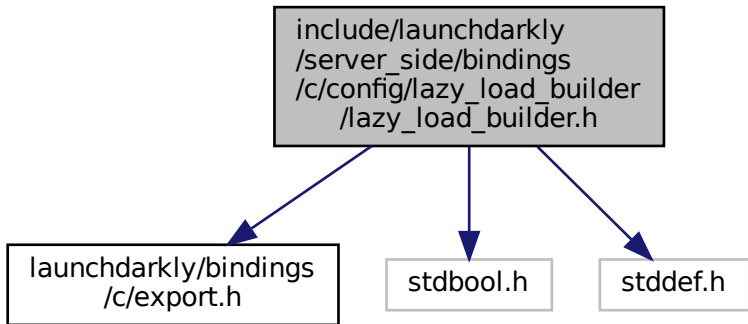 include/launchdarkly
/server_side/bindings
/c/config/lazy_load_builder
/lazy_load_builder.h
launchdarkly/bindings
/c/export.h
stdbool.h
stddef.h